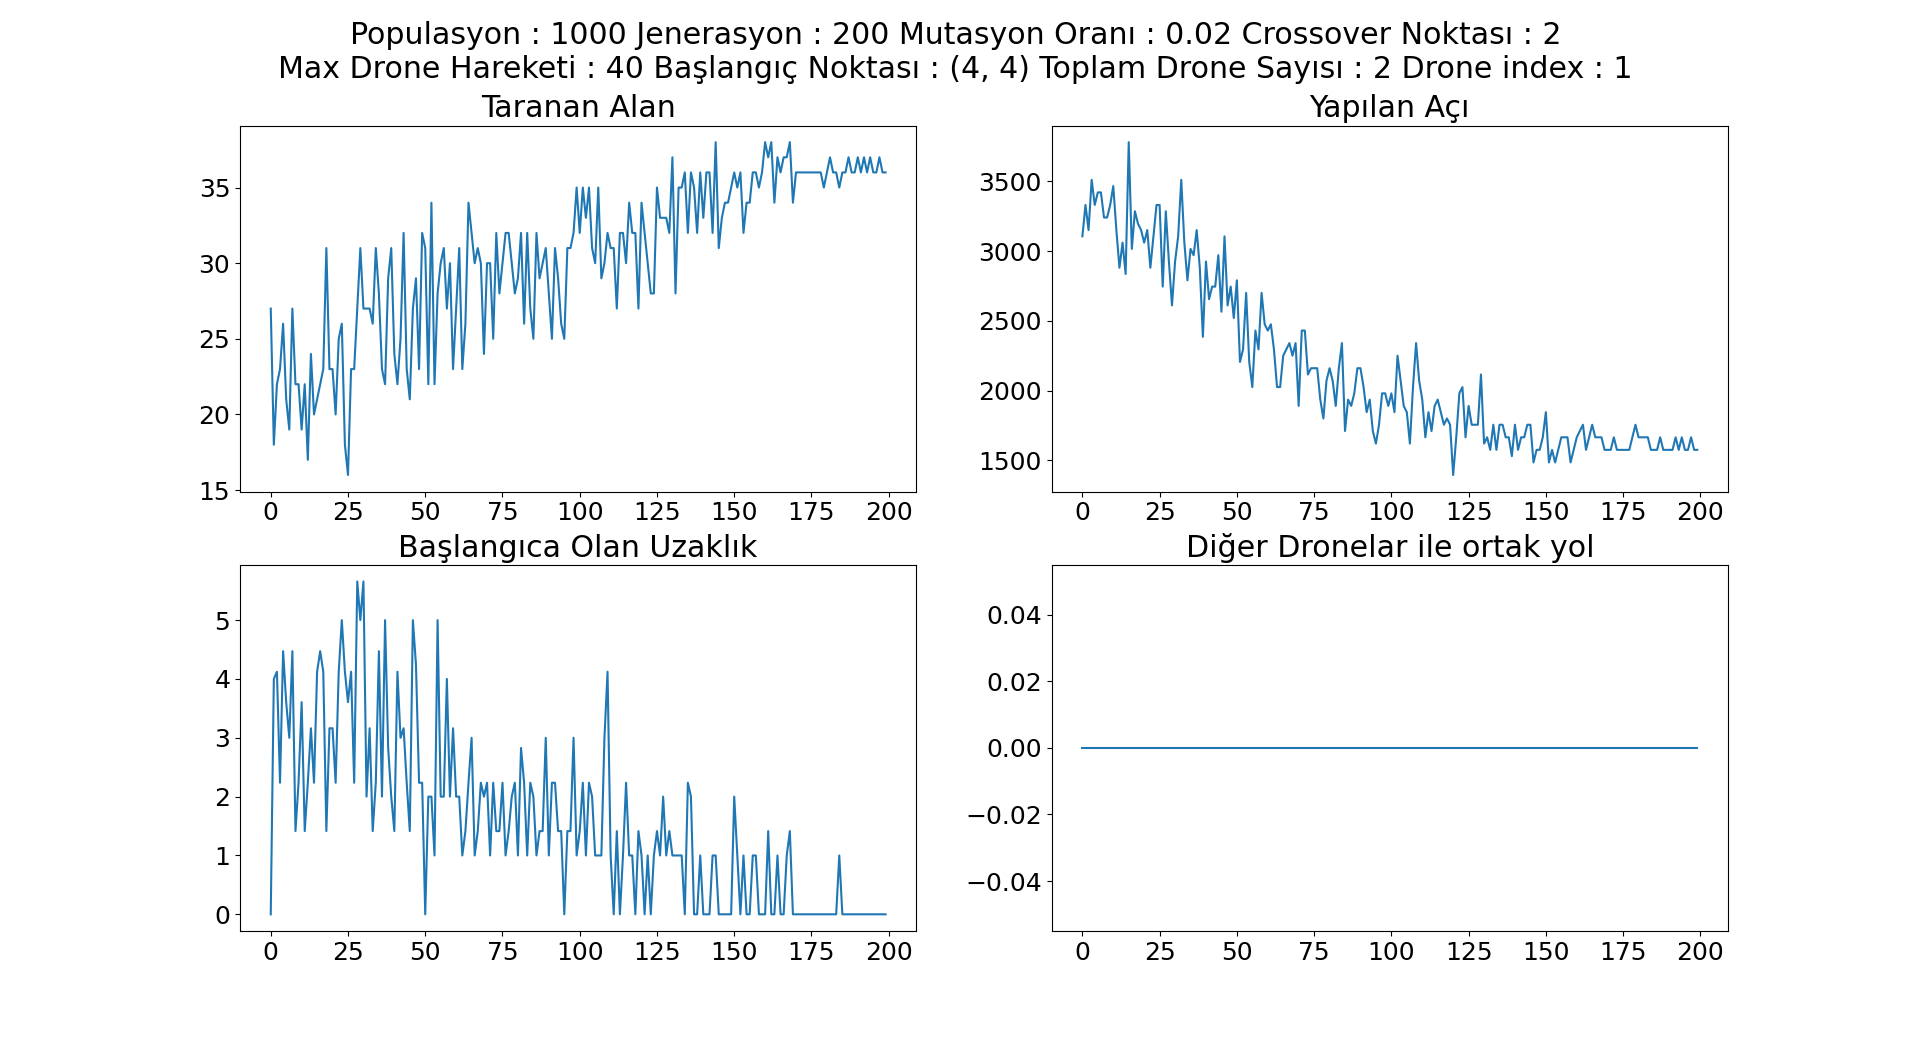 Populasyon : 1000 Jenerasyon : 200 Mutasyon Oranı : 0.02 Crossover Noktası : 2
Max Drone Hareketi : 40 Başlangıç Noktası : (4, 4) Toplam Drone Sayısı : 2 Drone index : 1
Taranan Alan
35
30
25
20
15
0 25 50 75 100 125 150 175 200
Yapılan Açı
3500
3000
2500
2000
1500
0 25 50 75 100 125 150 175 200
Başlangıca Olan Uzaklık
5
4
3
2
1
0
0 25 50 75 100 125 150 175 200
Diğer Dronelar ile ortak yol
0.04
0.02
0.00
−0.02
−0.04
0 25 50 75 100 125 150 175 200